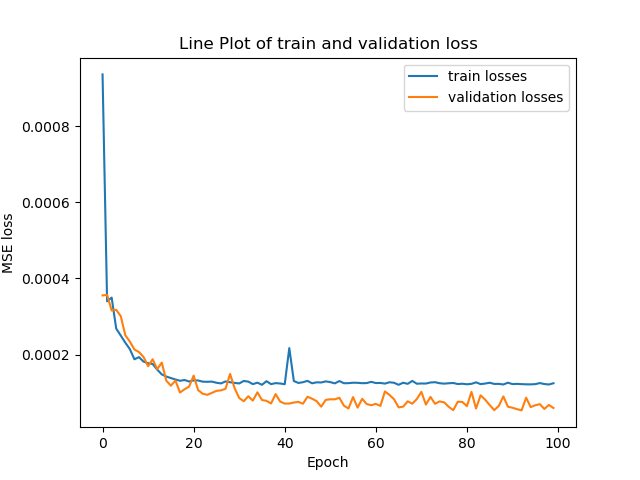 Line Plot of train and validation loss
train losses
validation losses
MSE loss
0.0008
0.0006
0.0004
0.0002
0
20
40
60
80
100
Epoch